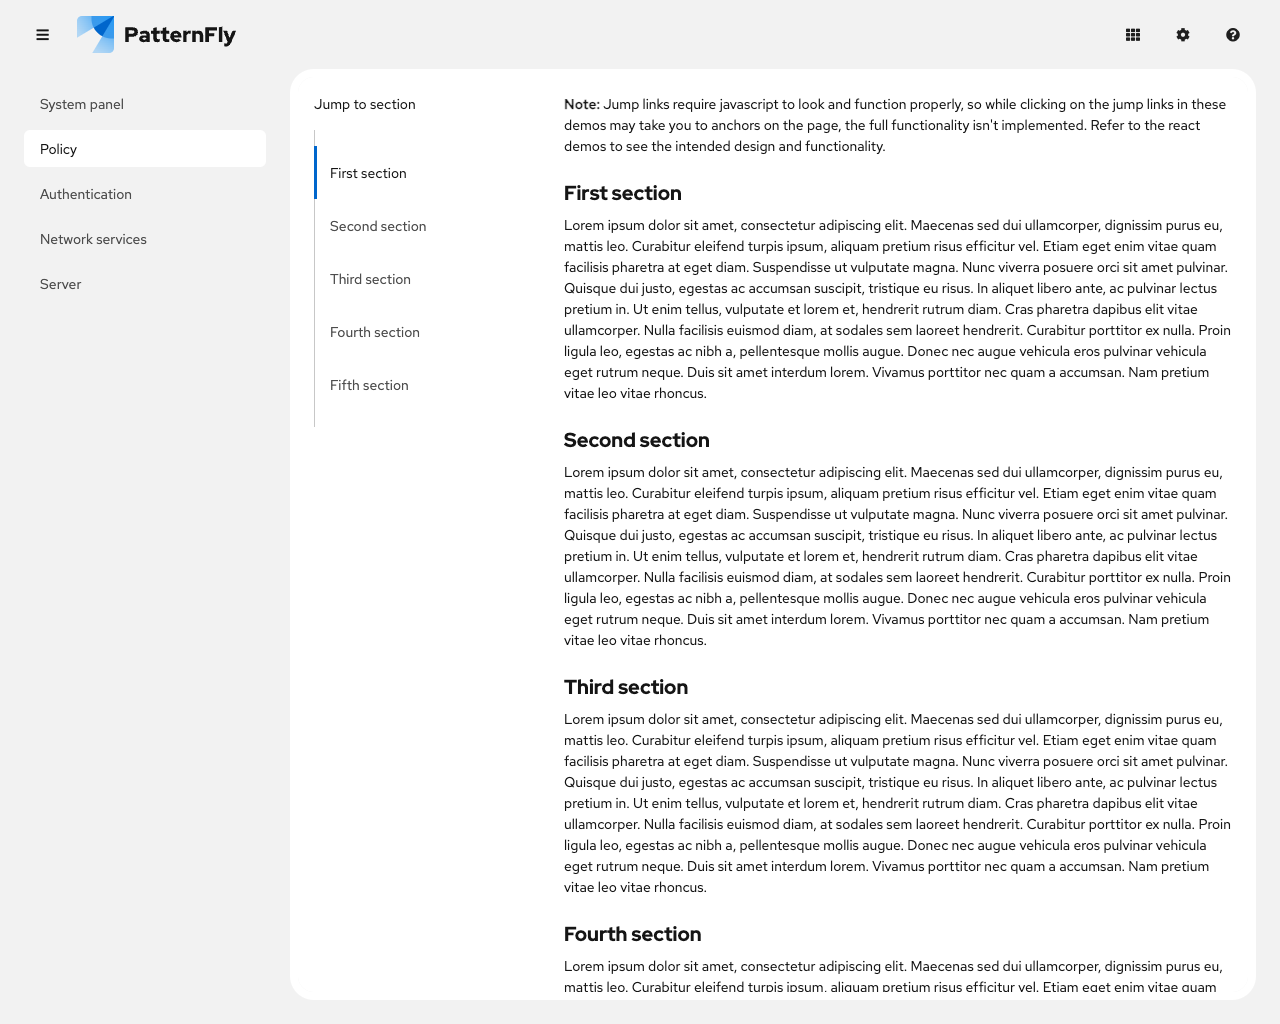 PatternFly
System panel
Policy
Authentication
Network services
Server
Jump to section
First section
Second section
Third section
Fourth section
Fifth section
Note: Jump links require javascript to look and function properly, so while clicking on the jump links in these
demos may take you to anchors on the page, the full functionality isn't implemented. Refer to the react
demos to see the intended design and functionality.
First section
Lorem ipsum dolor sit amet, consectetur adipiscing elit. Maecenas sed dui ullamcorper, dignissim purus eu,
mattis leo. Curabitur eleifend turpis ipsum, aliquam pretium risus efficitur vel. Etiam eget enim vitae quam
facilisis pharetra at eget diam. Suspendisse ut vulputate magna. Nunc viverra posuere orci sit amet pulvinar.
Quisque dui justo, egestas ac accumsan suscipit, tristique eu risus. In aliquet libero ante, ac pulvinar lectus
pretium in. Ut enim tellus, vulputate et lorem et, hendrerit rutrum diam. Cras pharetra dapibus elit vitae
ullamcorper. Nulla facilisis euismod diam, at sodales sem laoreet hendrerit. Curabitur porttitor ex nulla. Proin
ligula leo, egestas ac nibh a, pellentesque mollis augue. Donec nec augue vehicula eros pulvinar vehicula
eget rutrum neque. Duis sit amet interdum lorem. Vivamus porttitor nec quam a accumsan. Nam pretium
vitae leo vitae rhoncus.
Second section
Lorem ipsum dolor sit amet, consectetur adipiscing elit. Maecenas sed dui ullamcorper, dignissim purus eu,
mattis leo. Curabitur eleifend turpis ipsum, aliquam pretium risus efficitur vel. Etiam eget enim vitae quam
facilisis pharetra at eget diam. Suspendisse ut vulputate magna. Nunc viverra posuere orci sit amet pulvinar.
Quisque dui justo, egestas ac accumsan suscipit, tristique eu risus. In aliquet libero ante, ac pulvinar lectus
pretium in. Ut enim tellus, vulputate et lorem et, hendrerit rutrum diam. Cras pharetra dapibus elit vitae
ullamcorper. Nulla facilisis euismod diam, at sodales sem laoreet hendrerit. Curabitur porttitor ex nulla. Proin
ligula leo, egestas ac nibh a, pellentesque mollis augue. Donec nec augue vehicula eros pulvinar vehicula
eget rutrum neque. Duis sit amet interdum lorem. Vivamus porttitor nec quam a accumsan. Nam pretium
vitae leo vitae rhoncus.
Third section
Lorem ipsum dolor sit amet, consectetur adipiscing elit. Maecenas sed dui ullamcorper, dignissim purus eu,
mattis leo. Curabitur eleifend turpis ipsum, aliquam pretium risus efficitur vel. Etiam eget enim vitae quam
facilisis pharetra at eget diam. Suspendisse ut vulputate magna. Nunc viverra posuere orci sit amet pulvinar.
Quisque dui justo, egestas ac accumsan suscipit, tristique eu risus. In aliquet libero ante, ac pulvinar lectus
pretium in. Ut enim tellus, vulputate et lorem et, hendrerit rutrum diam. Cras pharetra dapibus elit vitae
ullamcorper. Nulla facilisis euismod diam, at sodales sem laoreet hendrerit. Curabitur porttitor ex nulla. Proin
ligula leo, egestas ac nibh a, pellentesque mollis augue. Donec nec augue vehicula eros pulvinar vehicula
eget rutrum neque. Duis sit amet interdum lorem. Vivamus porttitor nec quam a accumsan. Nam pretium
vitae leo vitae rhoncus.
Fourth section
Lorem ipsum dolor sit amet, consectetur adipiscing elit. Maecenas sed dui ullamcorper, dignissim purus eu,
mattis leo. Curabitur eleifend turpis ipsum, aliquam pretium risus efficitur vel. Etiam eget enim vitae quam